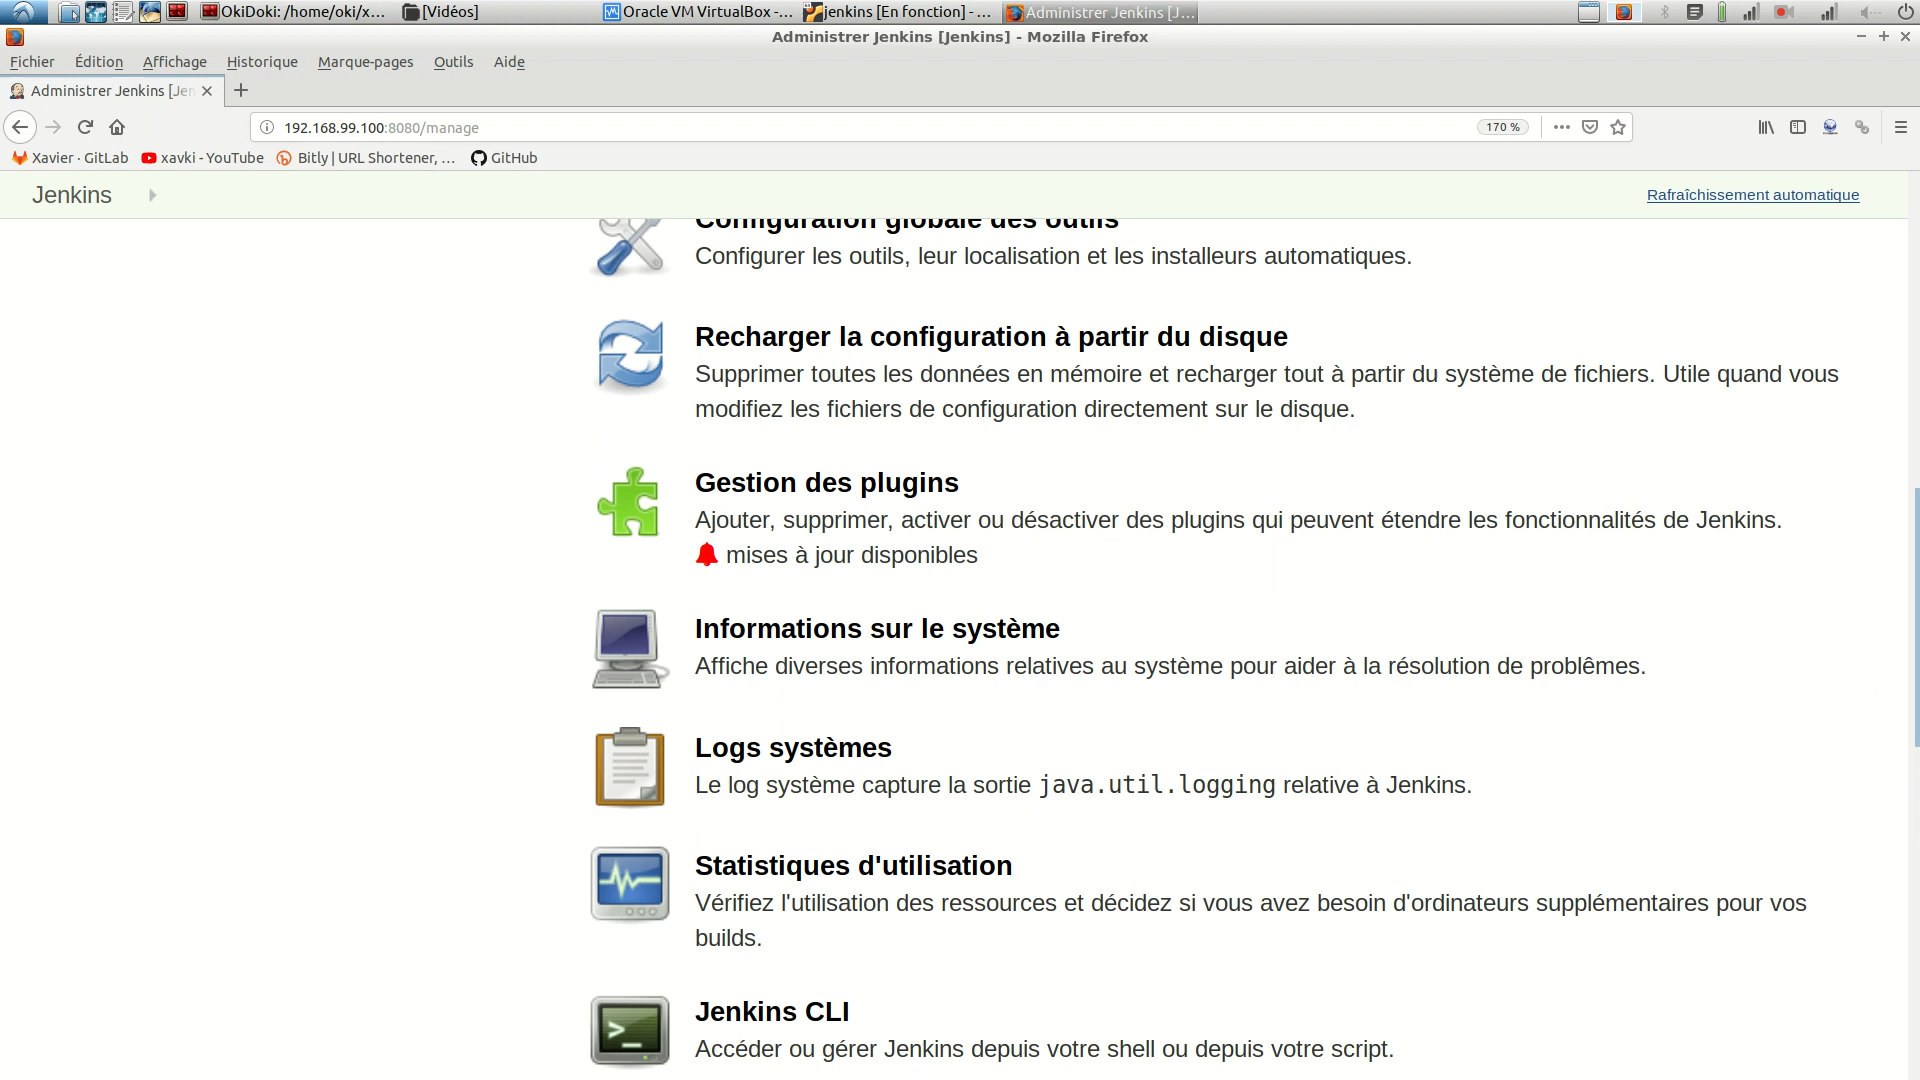 OkiDoki: /home/oki/x...
[Vidéos]
Oracle VM VirtualBox -...
jenkins [En fonction] - ...
Administrer Jenkins [J...
Administrer Jenkins [Jenkins] - Mozilla Firefox
Fichier Édition Affichage Historique Marque-pages Outils Aide
Administrer Jenkins [Jen
192.168.99.100:8080/manage
170 %
Xavier · GitLab
xavki - YouTube
Bitly | URL Shortener, ...
GitHub
Jenkins
Rafraîchissement automatique
Configuration globale des outils
Configurer les outils, leur localisation et les installeurs automatiques.
Recharger la configuration à partir du disque
Supprimer toutes les données en mémoire et recharger tout à partir du système de fichiers. Utile quand vous
modifiez les fichiers de configuration directement sur le disque.
Gestion des plugins
Ajouter, supprimer, activer ou désactiver des plugins qui peuvent étendre les fonctionnalités de Jenkins.
mises à jour disponibles
Informations sur le système
Affiche diverses informations relatives au système pour aider à la résolution de problêmes.
Logs systèmes
Le log système capture la sortie java.util.logging relative à Jenkins.
Statistiques d'utilisation
Vérifiez l'utilisation des ressources et décidez si vous avez besoin d'ordinateurs supplémentaires pour vos
builds.
Jenkins CLI
Accéder ou gérer Jenkins depuis votre shell ou depuis votre script.